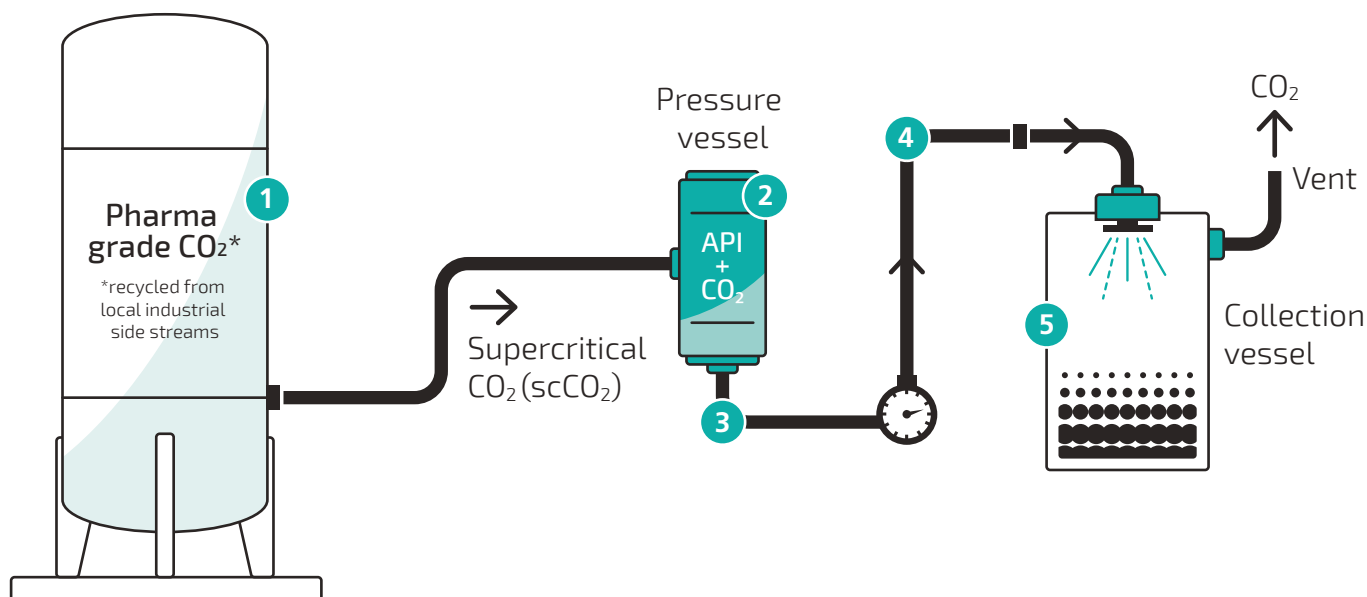 1
Pharma
grade CO₂*
*recycled from
local industrial
side streams
Supercritical
CO₂ (scCO₂)
Pressure
vessel
2
API
+
CO₂
3
4
CO₂
Vent
5
Collection
vessel